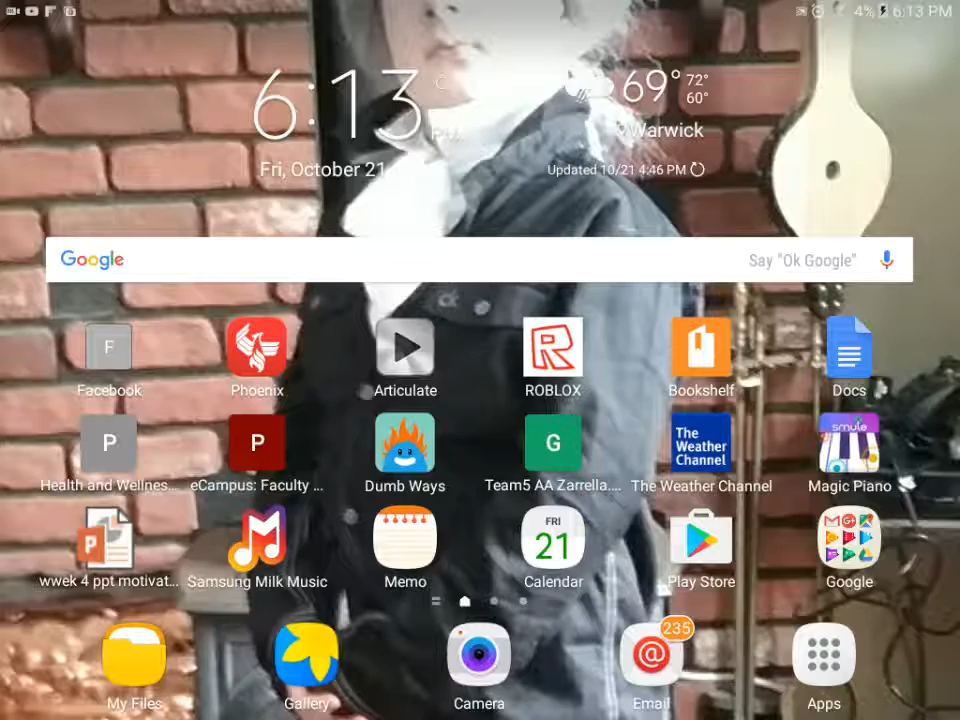 4% 6:13 PM
6:13 PM
69° 72° 60°
Warwick
Fri, October 21
Updated 10/21 4:46 PM
Google Say "Ok Google"
F
Facebook Phoenix Articulate ROBLOX Bookshelf Docs
P P G The Weather Channel smule
Health and Wellnes... eCampus: Faculty ... Dumb Ways Team5 AA Zarrella.... The Weather Channel Magic Piano
P FRI 21
wwek 4 ppt motivat... Samsung Milk Music Memo Calendar Play Store Google
235
@
My Files Gallery Camera Email Apps